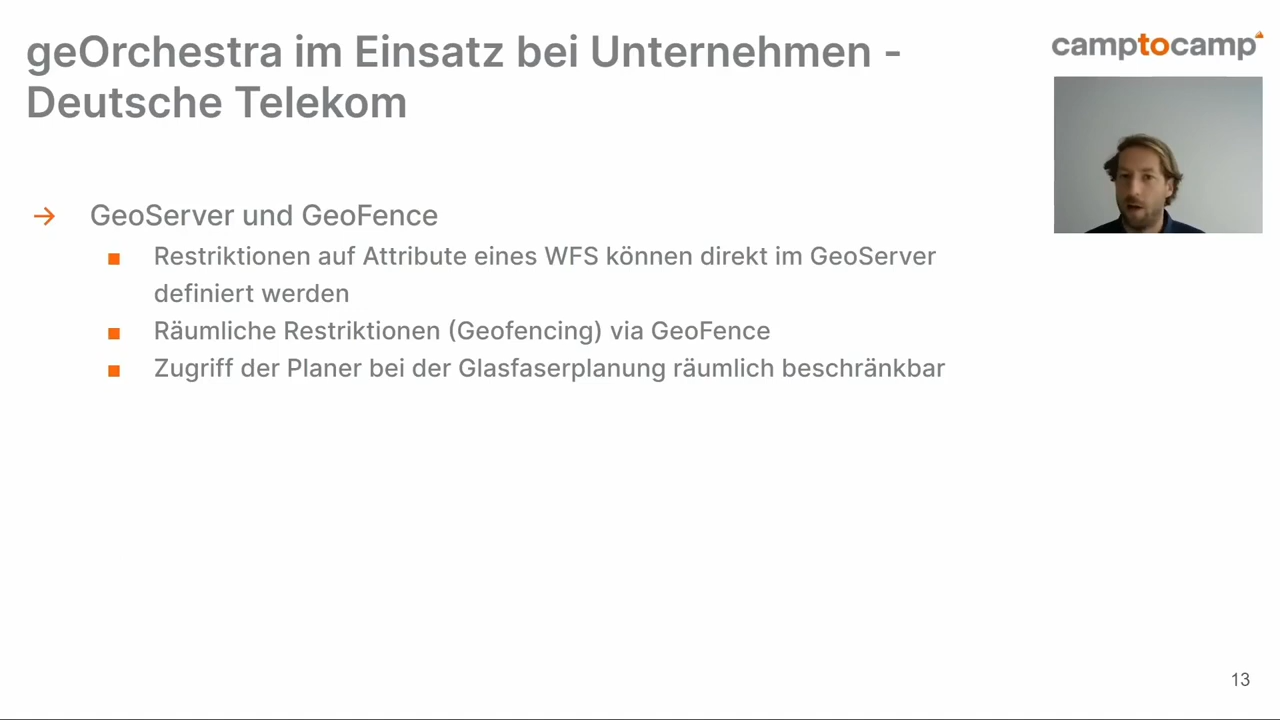 geOrchestra im Einsatz bei Unternehmen -
Deutsche Telekom
camptocamp
→ GeoServer und GeoFence
■ Restriktionen auf Attribute eines WFS können direkt im GeoServer
definiert werden
■ Räumliche Restriktionen (Geofencing) via GeoFence
■ Zugriff der Planer bei der Glasfaserplanung räumlich beschränkbar
13